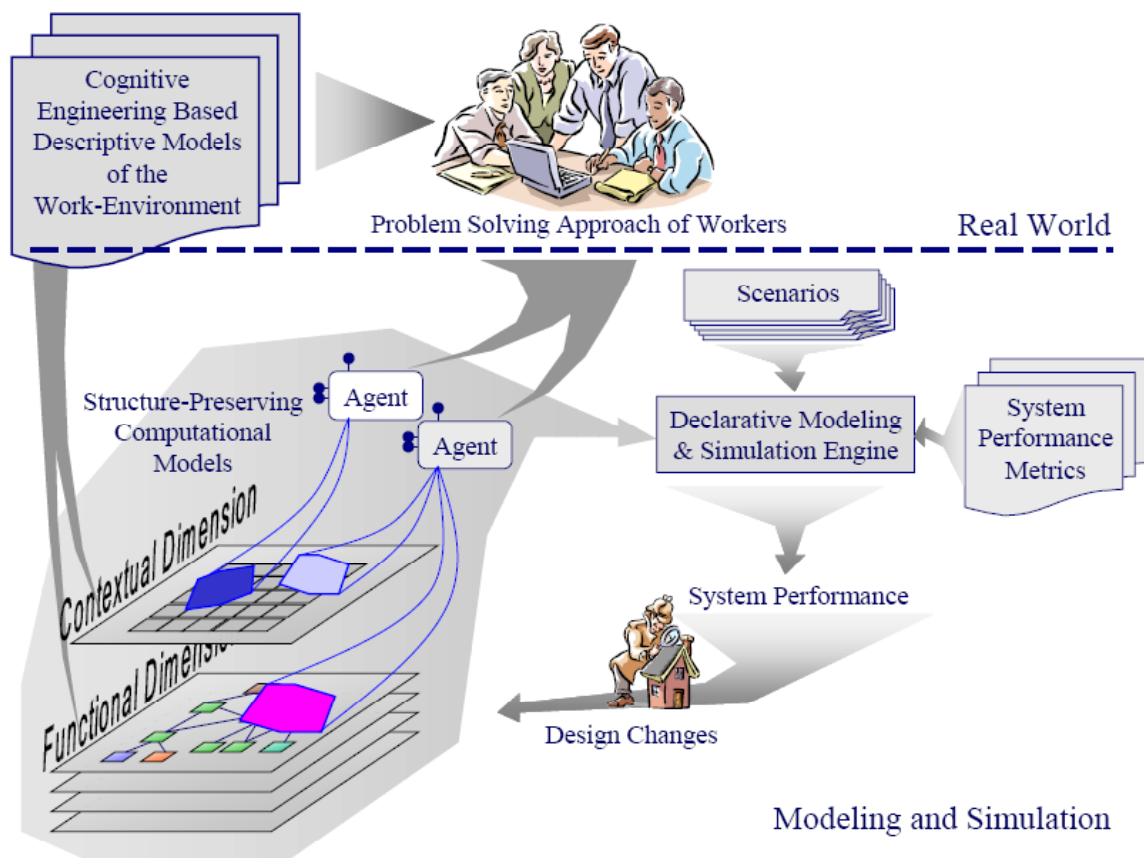 Cognitive
Engineering Based
Descriptive Models
of the
Work-Environment
Problem Solving Approach of Workers
Real World
Scenarios
Agent
Agent
Structure-Preserving
Computational
Models
Declarative Modeling
& Simulation Engine
System
Performance
Metrics
Contextual Dimension
Functional Dimension
System Performance
Design Changes
Modeling and Simulation